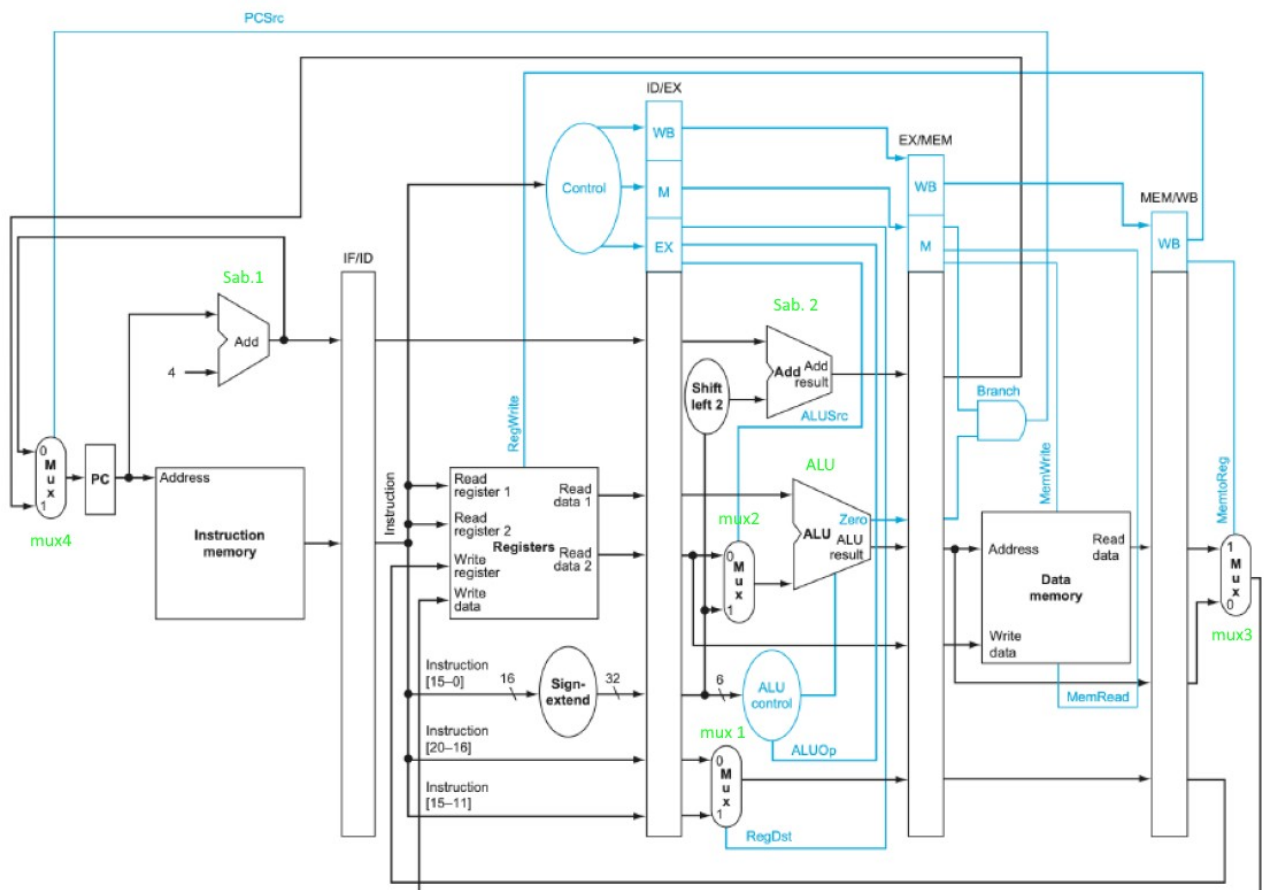 PCSrc
ID/EX
WB
EX/MEM
Control
M
WB
MEM/WB
EX
M
WB
IF/ID
Sab.1
Sab. 2
Add
4
Shift
left 2
Add
Add
result
ALUSrc
Branch
RegWrite
MemWrite
MemtoReg
0
M
u
x
1
mux4
PC
Address
Instruction
memory
Instruction
Read
register 1
Read
register 2
Write
register
Write
data
Registers
Read
data 1
Read
data 2
mux2
0
M
u
x
1
ALU
ALU
Zero
ALU
result
Address
Read
data
Data
memory
Write
data
MemRead
1
M
u
x
0
mux3
Instruction
[15–0]
16
Sign-
extend
32
6
ALU
control
ALUOp
Instruction
[20–16]
Instruction
[15–11]
mux 1
0
M
u
x
1
RegDst